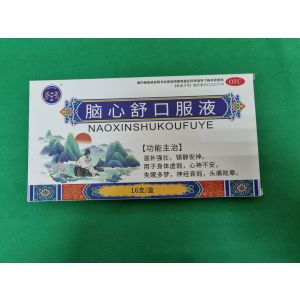 OTC
脑心舒口服液
NAOXINSHUKOUFUYE
【功能主治】
滋补强壮，镇静安神。
用于身体虚弱，心神不安，
失眠多梦，神经衰弱，头痛眩晕。
16支/盒